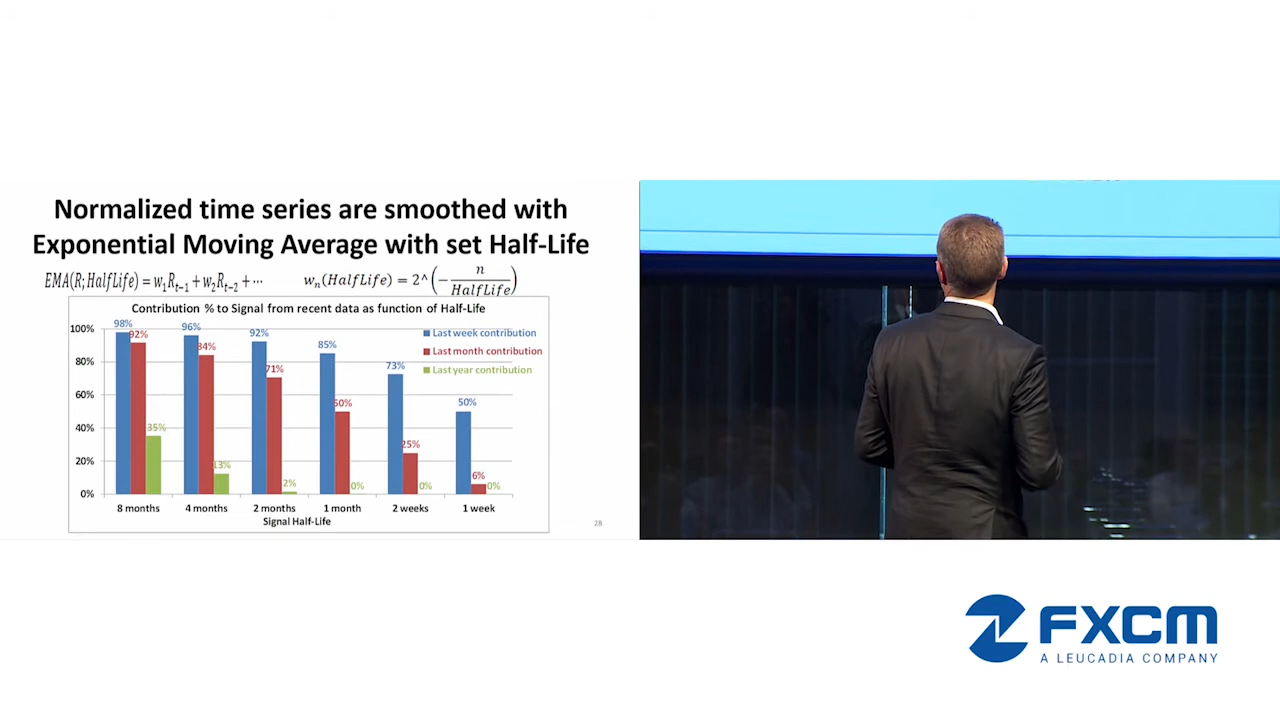 Normalized time series are smoothed with
Exponential Moving Average with set Half-Life
EMA(R; HalfLife) = w₁Rₜ₋₁ + w₂Rₜ₋₂ + ⋯
wₙ(HalfLife) = 2^(−n/HalfLife)
Contribution % to Signal from recent data as function of Half-Life
Last week contribution
Last month contribution
Last year contribution
100%
80%
60%
40%
20%
0%
98% 92% 35%
96% 84% 13%
92% 71% 2%
85% 50% 0%
73% 25% 0%
50% 6% 0%
8 months 4 months 2 months 1 month 2 weeks 1 week
Signal Half-Life
28
FXCM
A LEUCADIA COMPANY